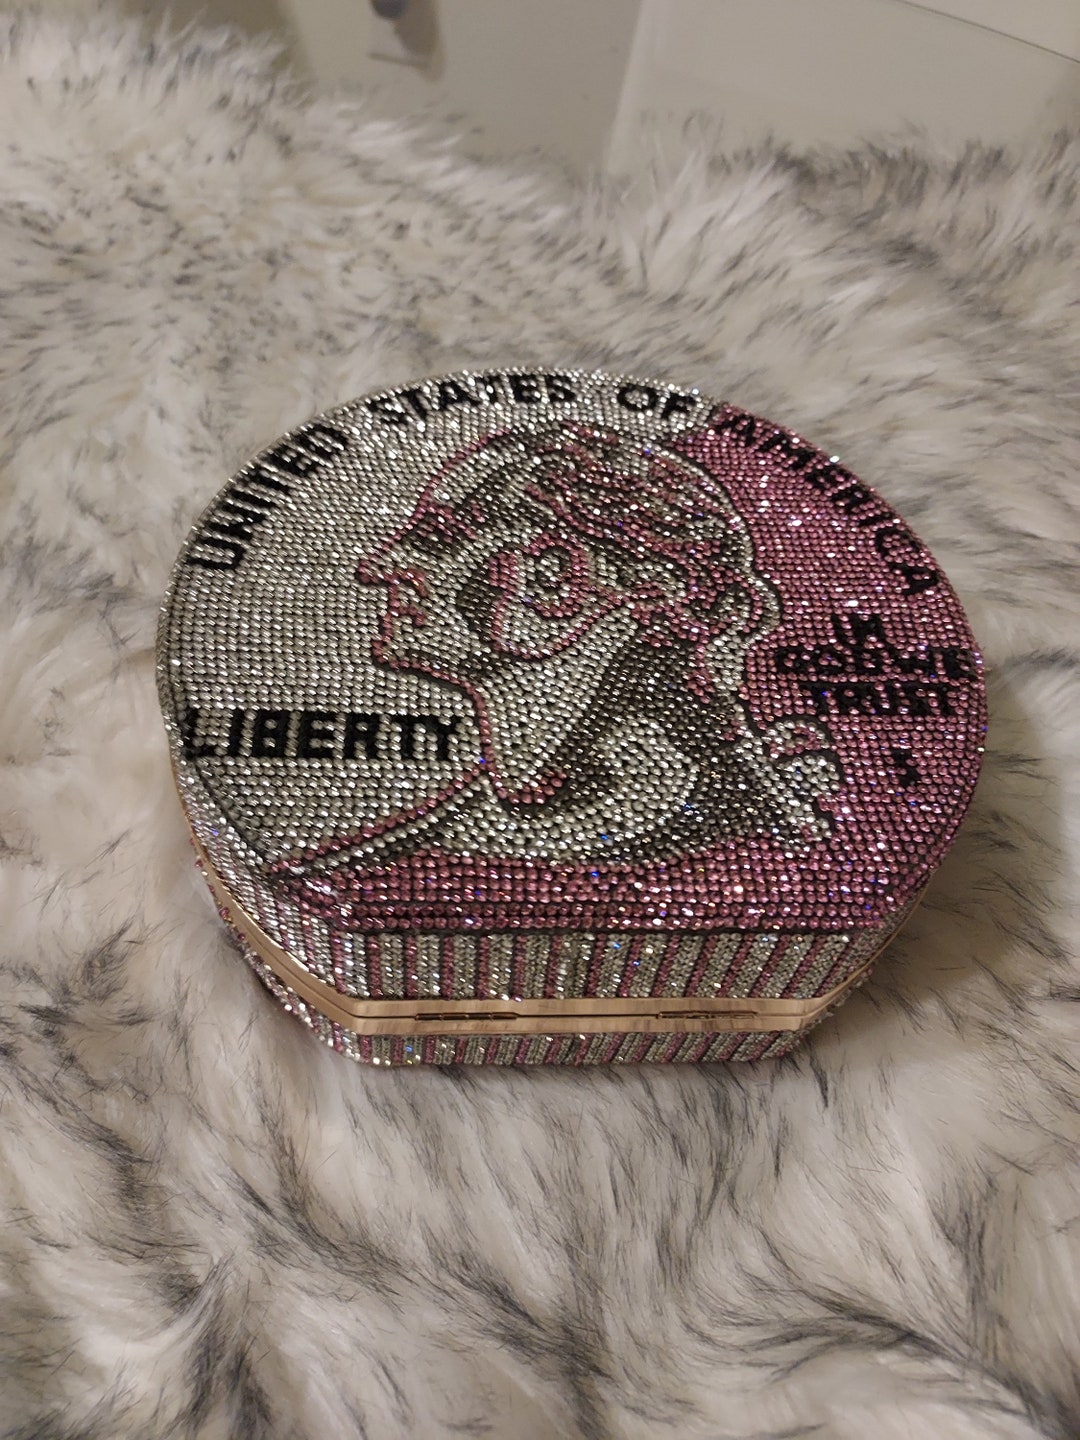 UNITED STATES OF AMERICA
LIBERTY
IN
GOD WE
TRUST